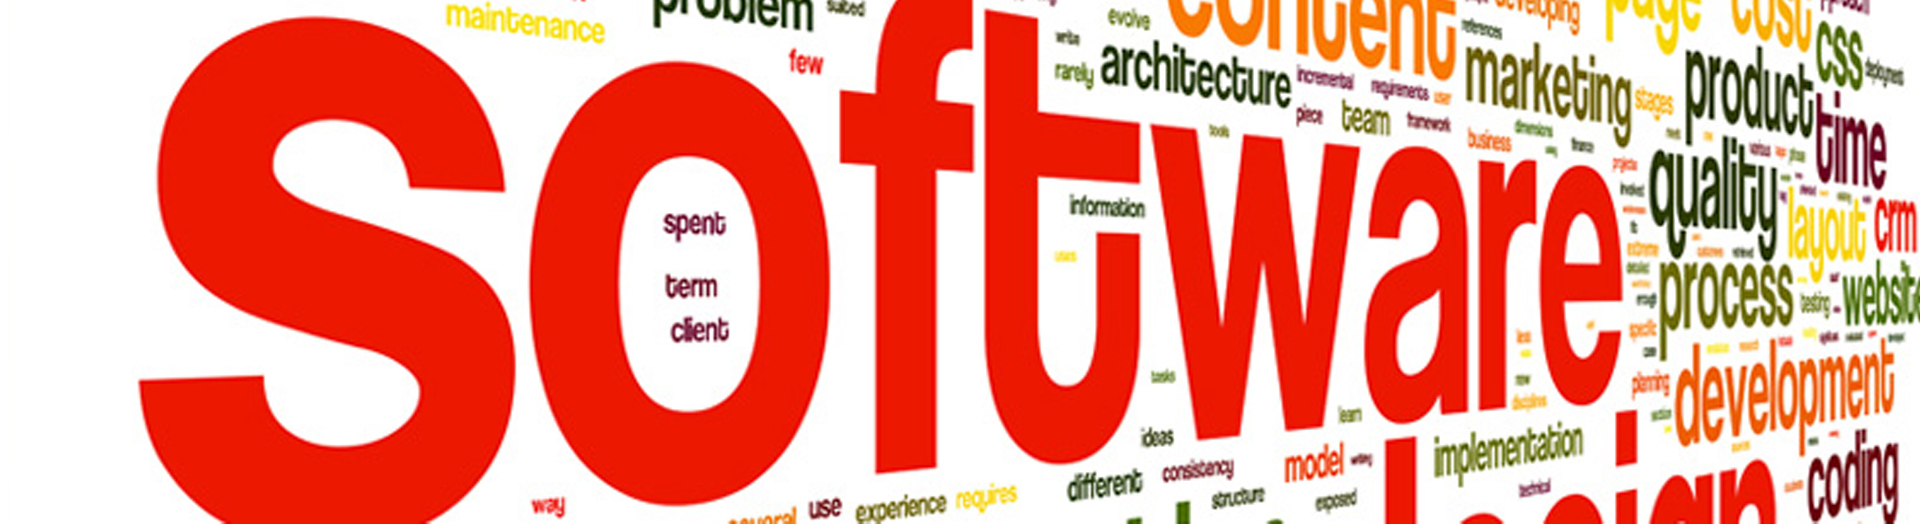 maintenance
problem
suited
few
software
spent
term
client
way
several
use
experience
requires
evolve
write
rarely
architecture
content
references
developing
page
cost
css
deployment
incremental
requirements
user
marketing
stages
product
time
piece
team
framework
tools
business
dimensions
finance
quality
layout
crm
information
uses
process
testing
website
specific
planning
development
tasks
learn
ideas
disciplines
different
consistency
model
writing
implementation
structure
exposed
technical
design
coding